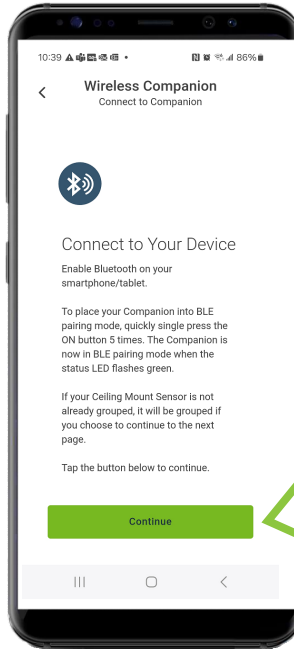 10:39
86%
Wireless Companion
Connect to Companion
Connect to Your Device
Enable Bluetooth on your
smartphone/tablet.
To place your Companion into BLE
pairing mode, quickly single press the
ON button 5 times. The Companion is
now in BLE pairing mode when the
status LED flashes green.
If your Ceiling Mount Sensor is not
already grouped, it will be grouped if
you choose to continue to the next
page.
Tap the button below to continue.
Continue